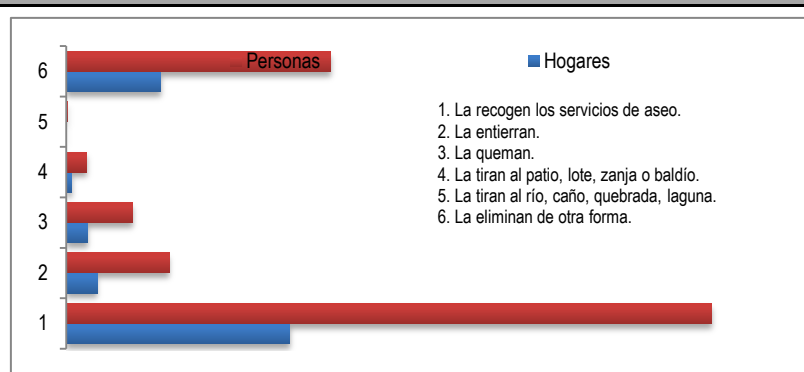 6
Personas
Hogares
5
1. La recogen los servicios de aseo.
2. La entierran.
3. La queman.
4. La tiran al patio, lote, zanja o baldío.
5. La tiran al río, caño, quebrada, laguna.
6. La eliminan de otra forma.
4
3
2
1